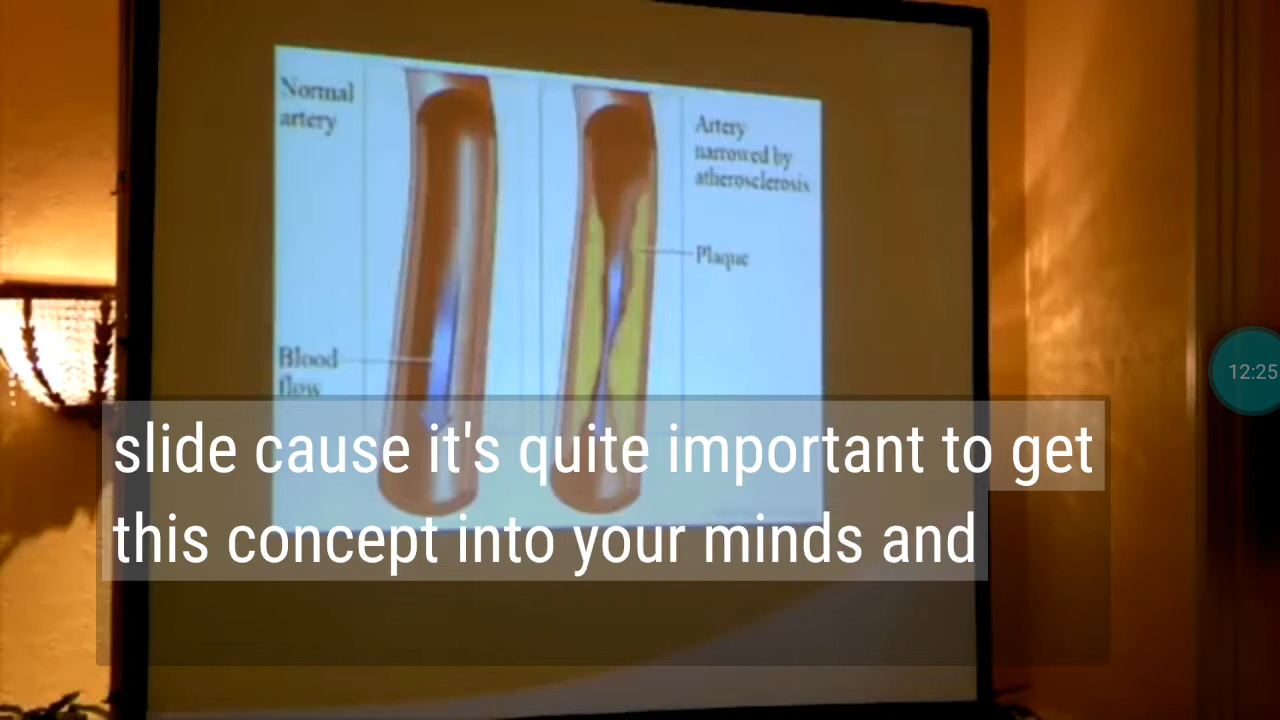 Normal
artery
Artery
narrowed by
atherosclerosis
Plaque
Blood
flow
slide cause it's quite important to get
this concept into your minds and
12:25